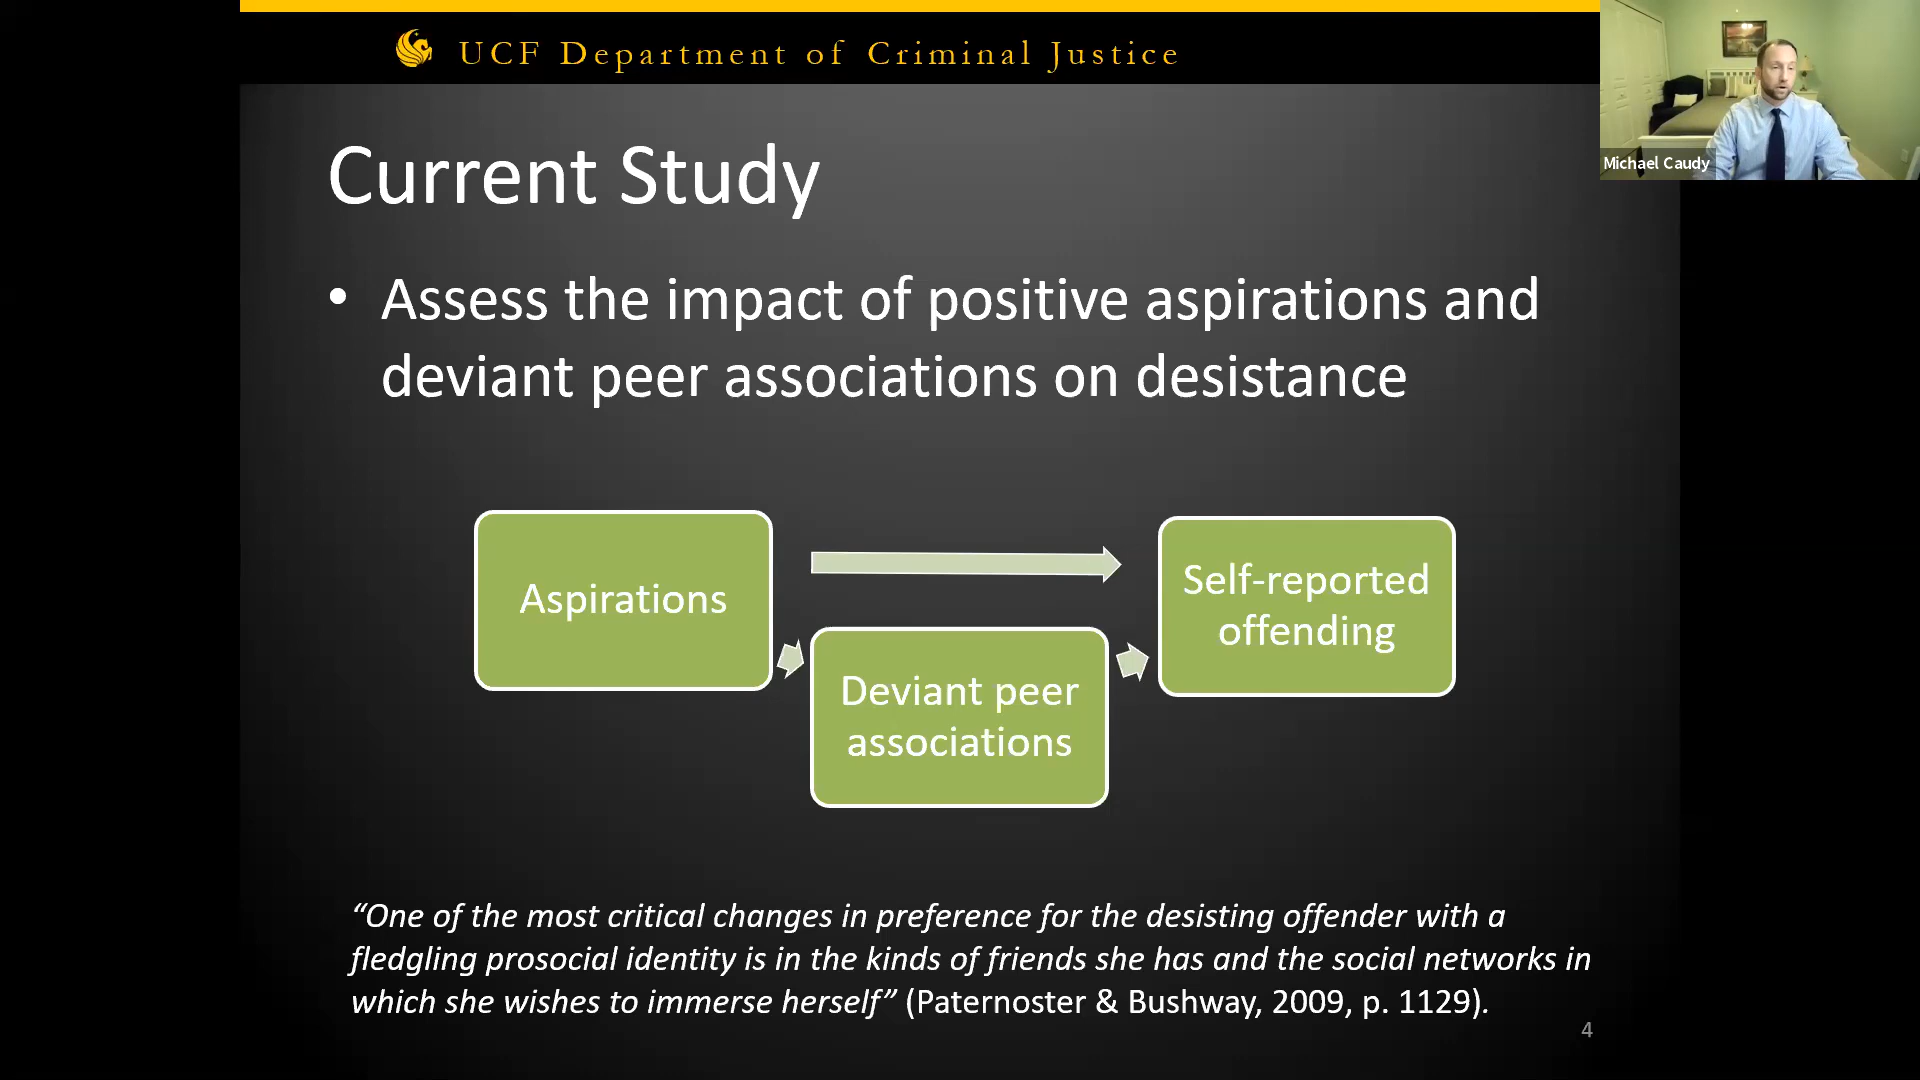 UCF Department of Criminal Justice
Michael Caudy
Current Study
• Assess the impact of positive aspirations and
deviant peer associations on desistance
Aspirations
Self-reported
offending
Deviant peer
associations
“One of the most critical changes in preference for the desisting offender with a
fledgling prosocial identity is in the kinds of friends she has and the social networks in
which she wishes to immerse herself” (Paternoster & Bushway, 2009, p. 1129).
4